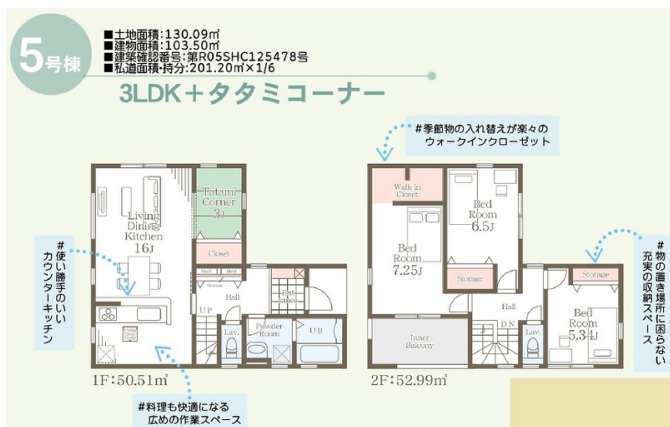 5号棟
■土地面積:130.09㎡
■建物面積:103.50㎡
■建築確認番号:第R05SHC125478号
■私道面積・持分:201.20㎡×1/6
3LDK+タタミコーナー
#季節物の入れ替えが楽々の
ウォークインクローゼット
Living
Dining
Kitchen
16J
Tatami
Corner
3J
Closet
Storage
Hall
UP
Lav.
Powder
Room
U.B
#使い勝手のいい
カウンターキッチン
1F:50.51㎡
#料理も快適になる
広めの作業スペース
Walk in
Closet
Bed
Room
7.25J
Bed
Room
6.5J
Storage
Hall
DN
Lav.
Inner
Balcony
Storage
Bed
Room
5.34J
#物の置き場所に困らない
充実の収納スペース
2F:52.99㎡